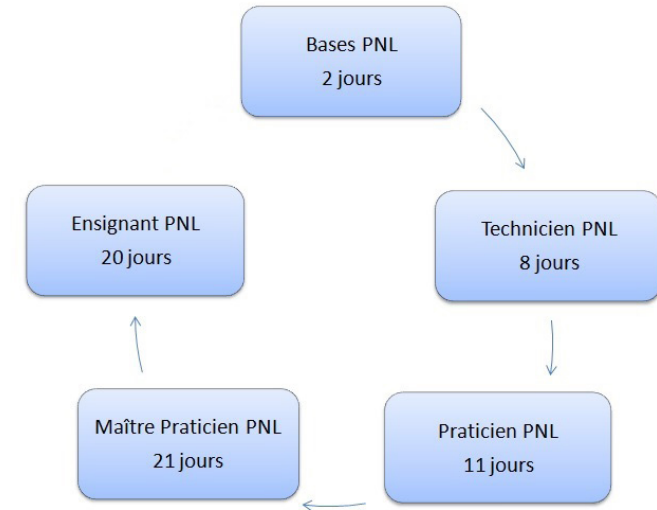 Bases PNL
2 jours
Technicien PNL
8 jours
Praticien PNL
11 jours
Maître Praticien PNL
21 jours
Ensignant PNL
20 jours